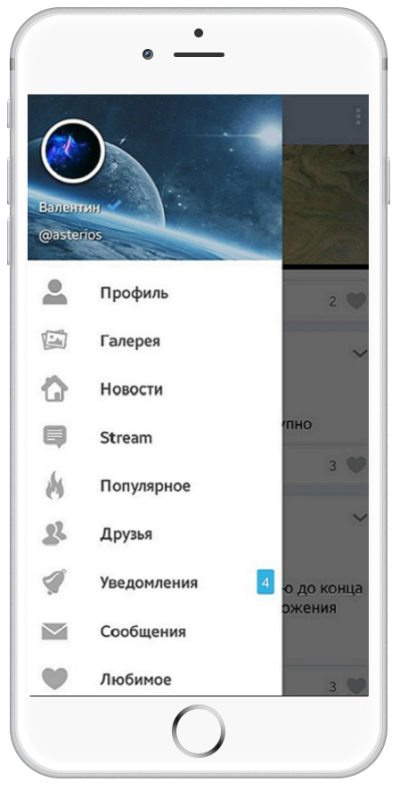 Валентин
@asterios
Профиль
Галерея
Новости
Stream
Популярное
Друзья
Уведомления 4
Сообщения
Любимое
2
упно
3
ю до конца
ожения
3